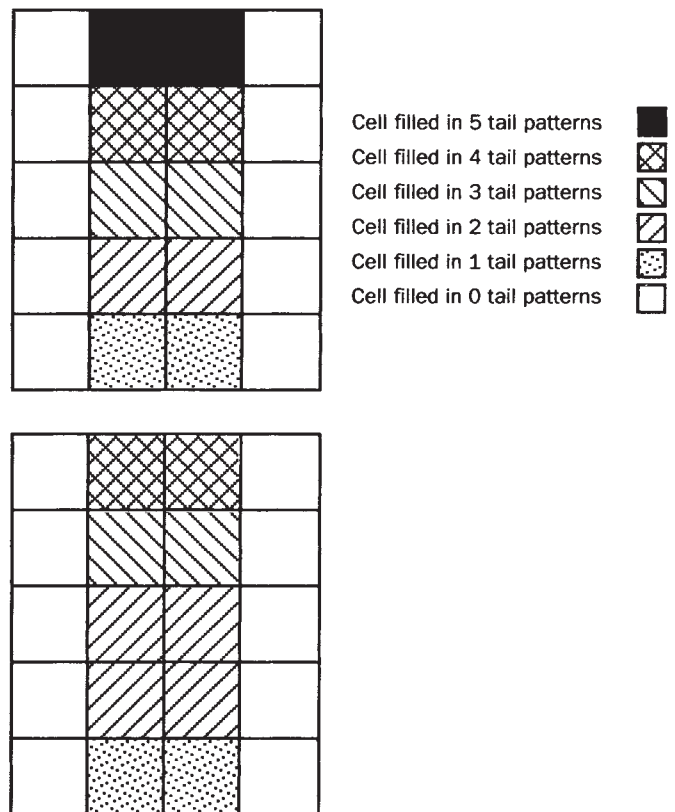 Cell filled in 5 tail patterns
Cell filled in 4 tail patterns
Cell filled in 3 tail patterns
Cell filled in 2 tail patterns
Cell filled in 1 tail patterns
Cell filled in 0 tail patterns